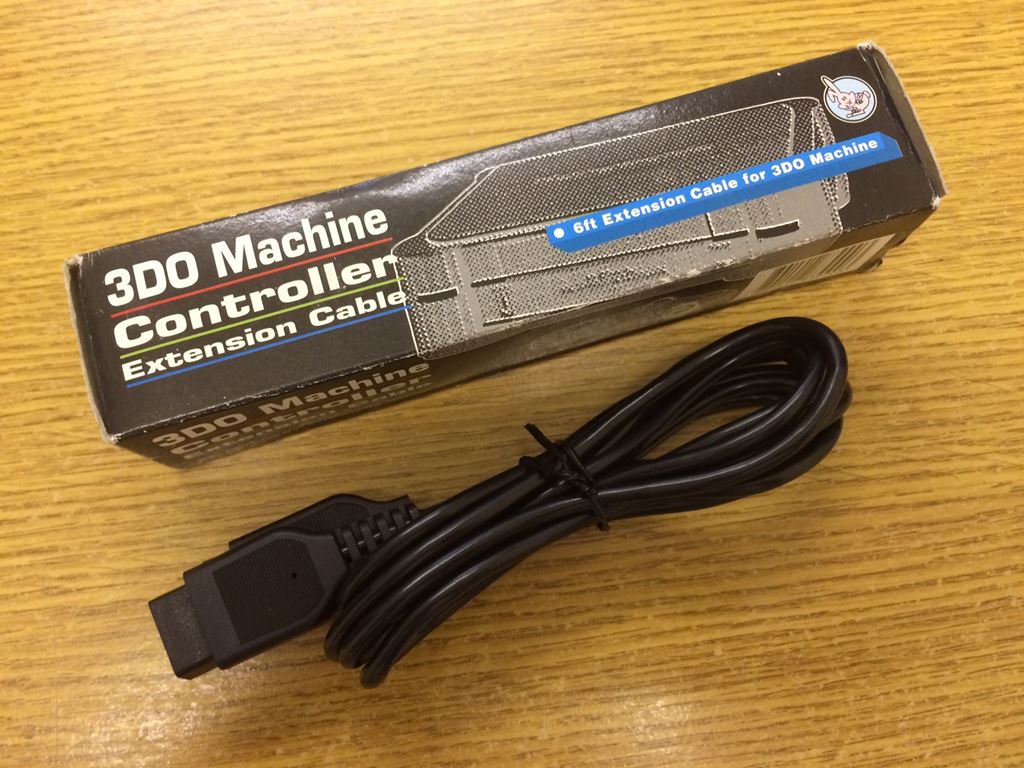 3DO Machine
Controller
Extension Cable
6ft Extension Cable for 3DO Machine
3DO Machine
Controller